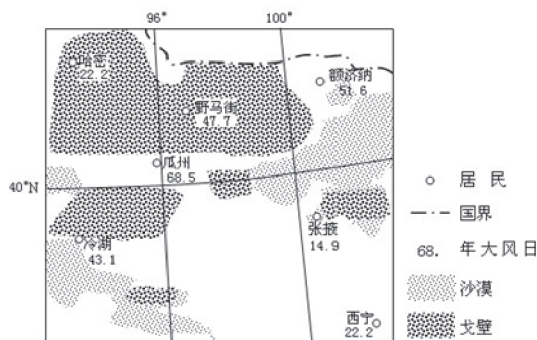 96°
100°
哈密
22.2
额济纳
51.6
野马街
47.7
瓜州
68.5
40°N
张掖
14.9
冷湖
43.1
西宁
22.2
居 民
国界
68. 年大风日
沙漠
戈壁